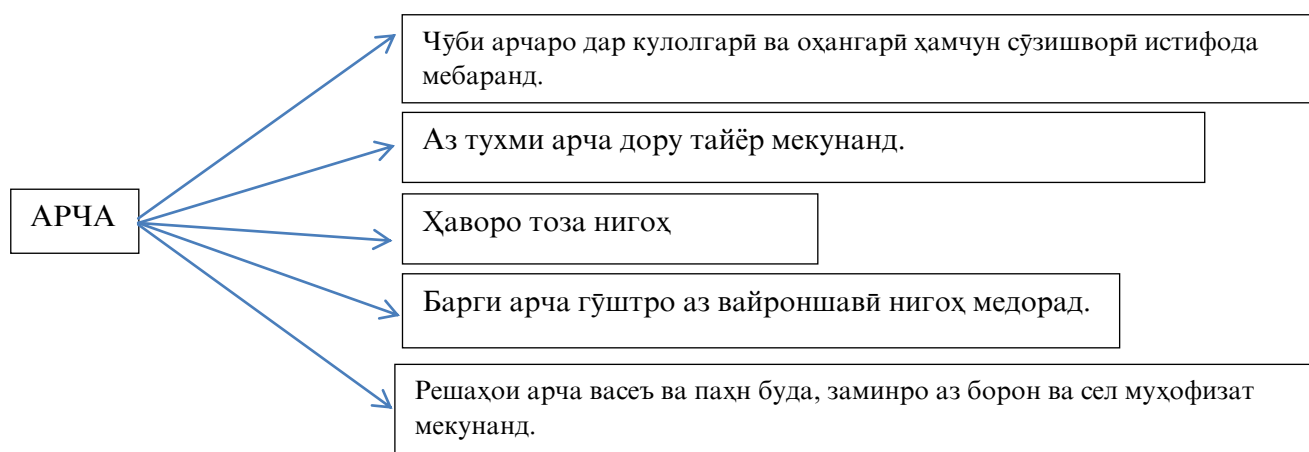 Чӯби арчаро дар кулолгарӣ ва оҳангарӣ ҳамчун сӯзишворӣ истифода
мебаранд.
Аз тухми арча дору тайёр мекунанд.
АРЧА
Ҳаворо тоза нигоҳ
Барги арча гӯштро аз вайроншавӣ нигоҳ медорад.
Решаҳои арча васеъ ва паҳн буда, заминро аз борон ва сел муҳофизат
мекунанд.